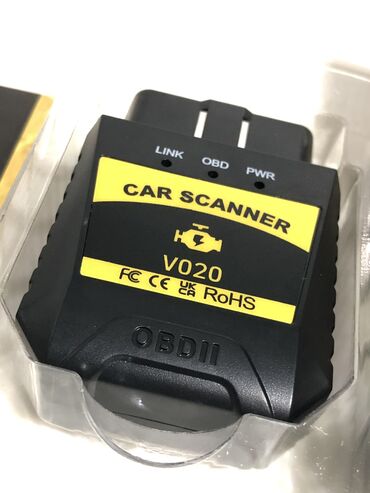 LINK OBD PWR
CAR SCANNER
V020
FC CE UK CA RoHS
OBDII